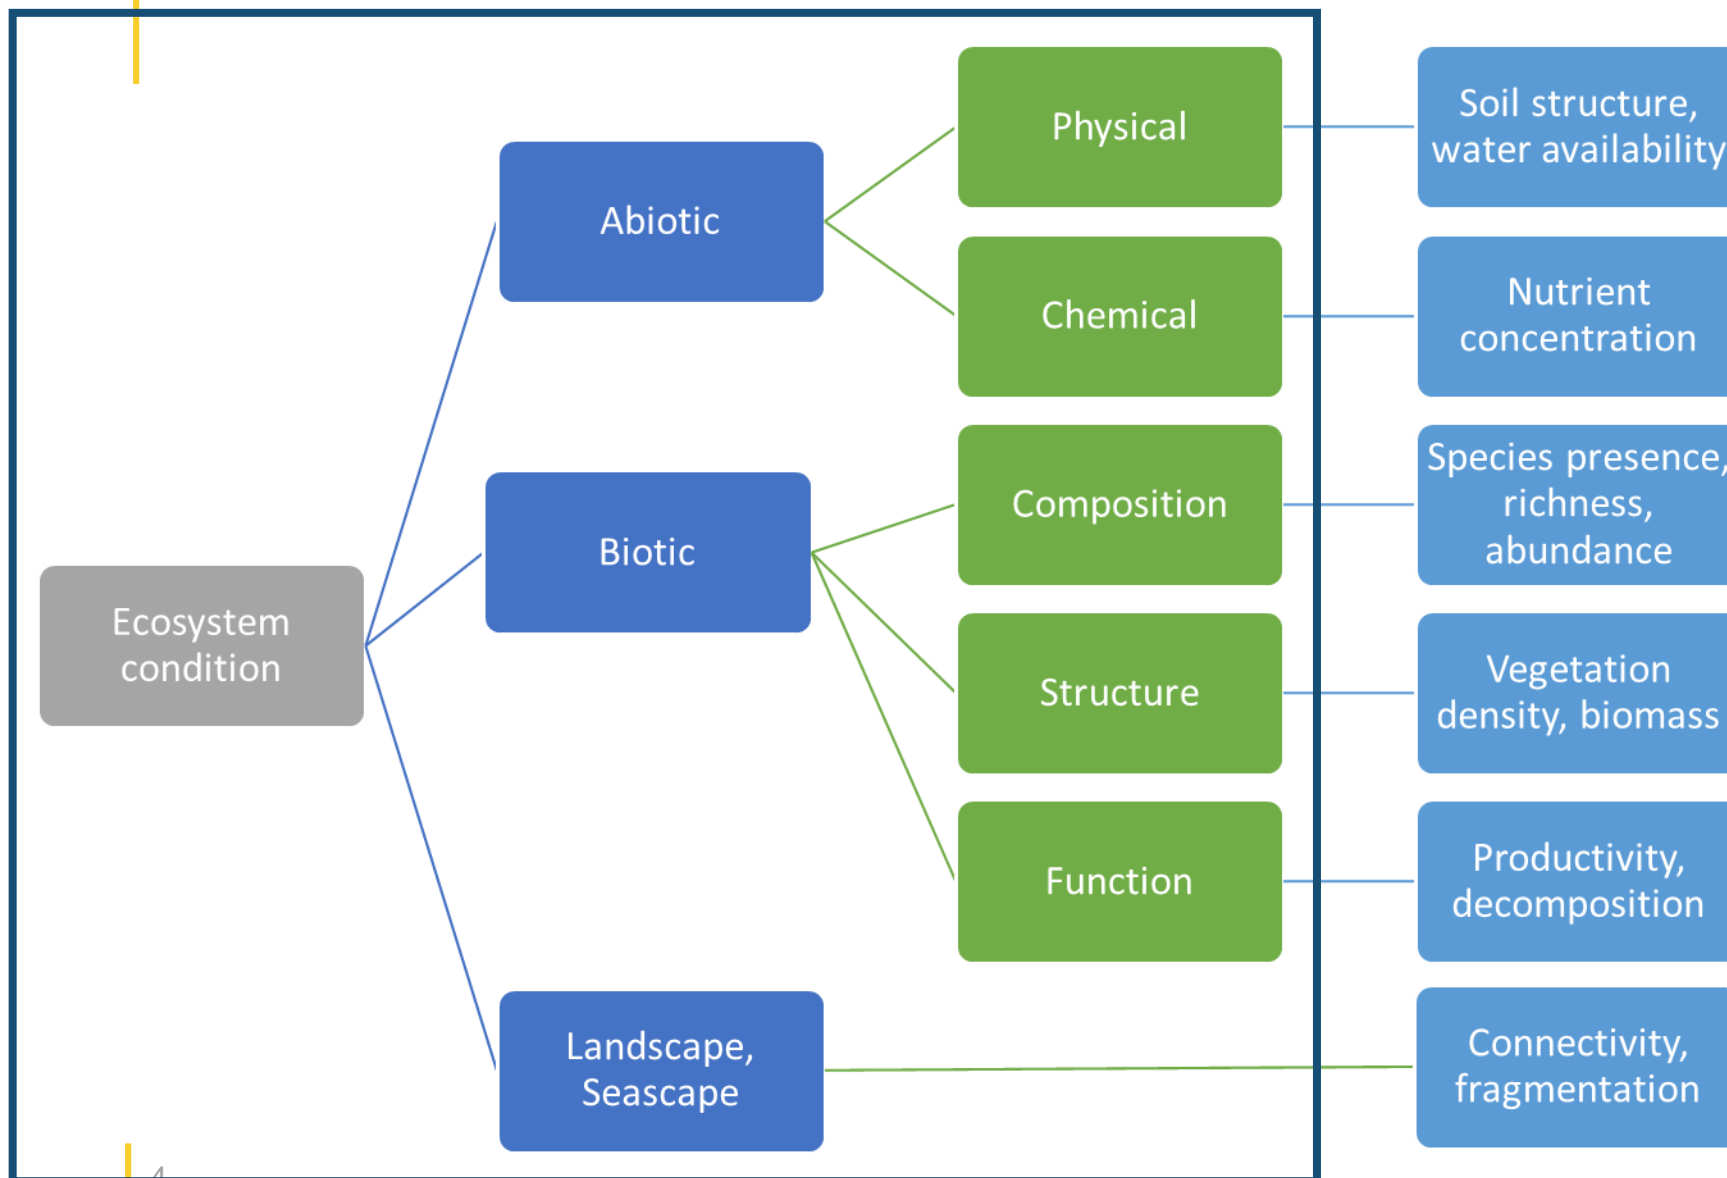 Physical
Soil structure,
water availability
Abiotic
Chemical
Nutrient
concentration
Composition
Species presence,
richness,
abundance
Biotic
Ecosystem
condition
Structure
Vegetation
density, biomass
Function
Productivity,
decomposition
Landscape,
Seascape
Connectivity,
fragmentation
4